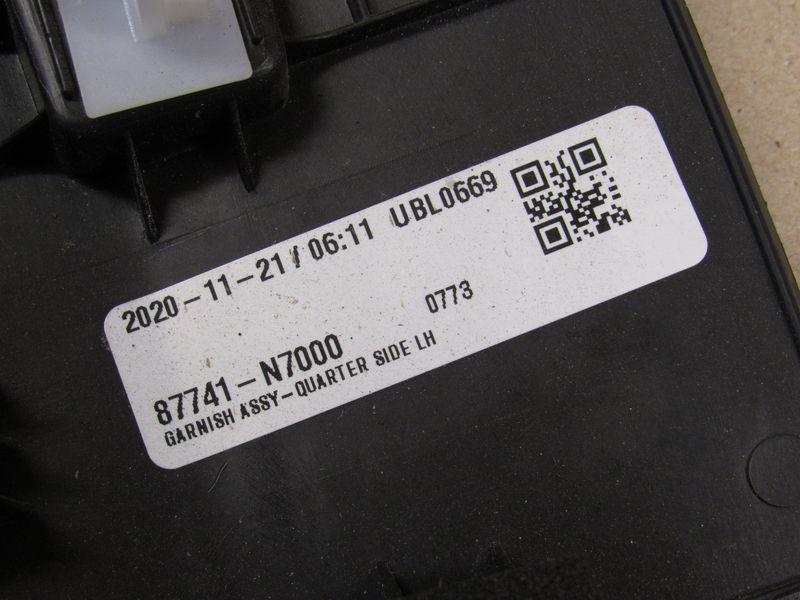 2020-11-21 / 06:11 UBL0669
0773
87741-N7000
GARNISH ASSY-QUARTER SIDE LH